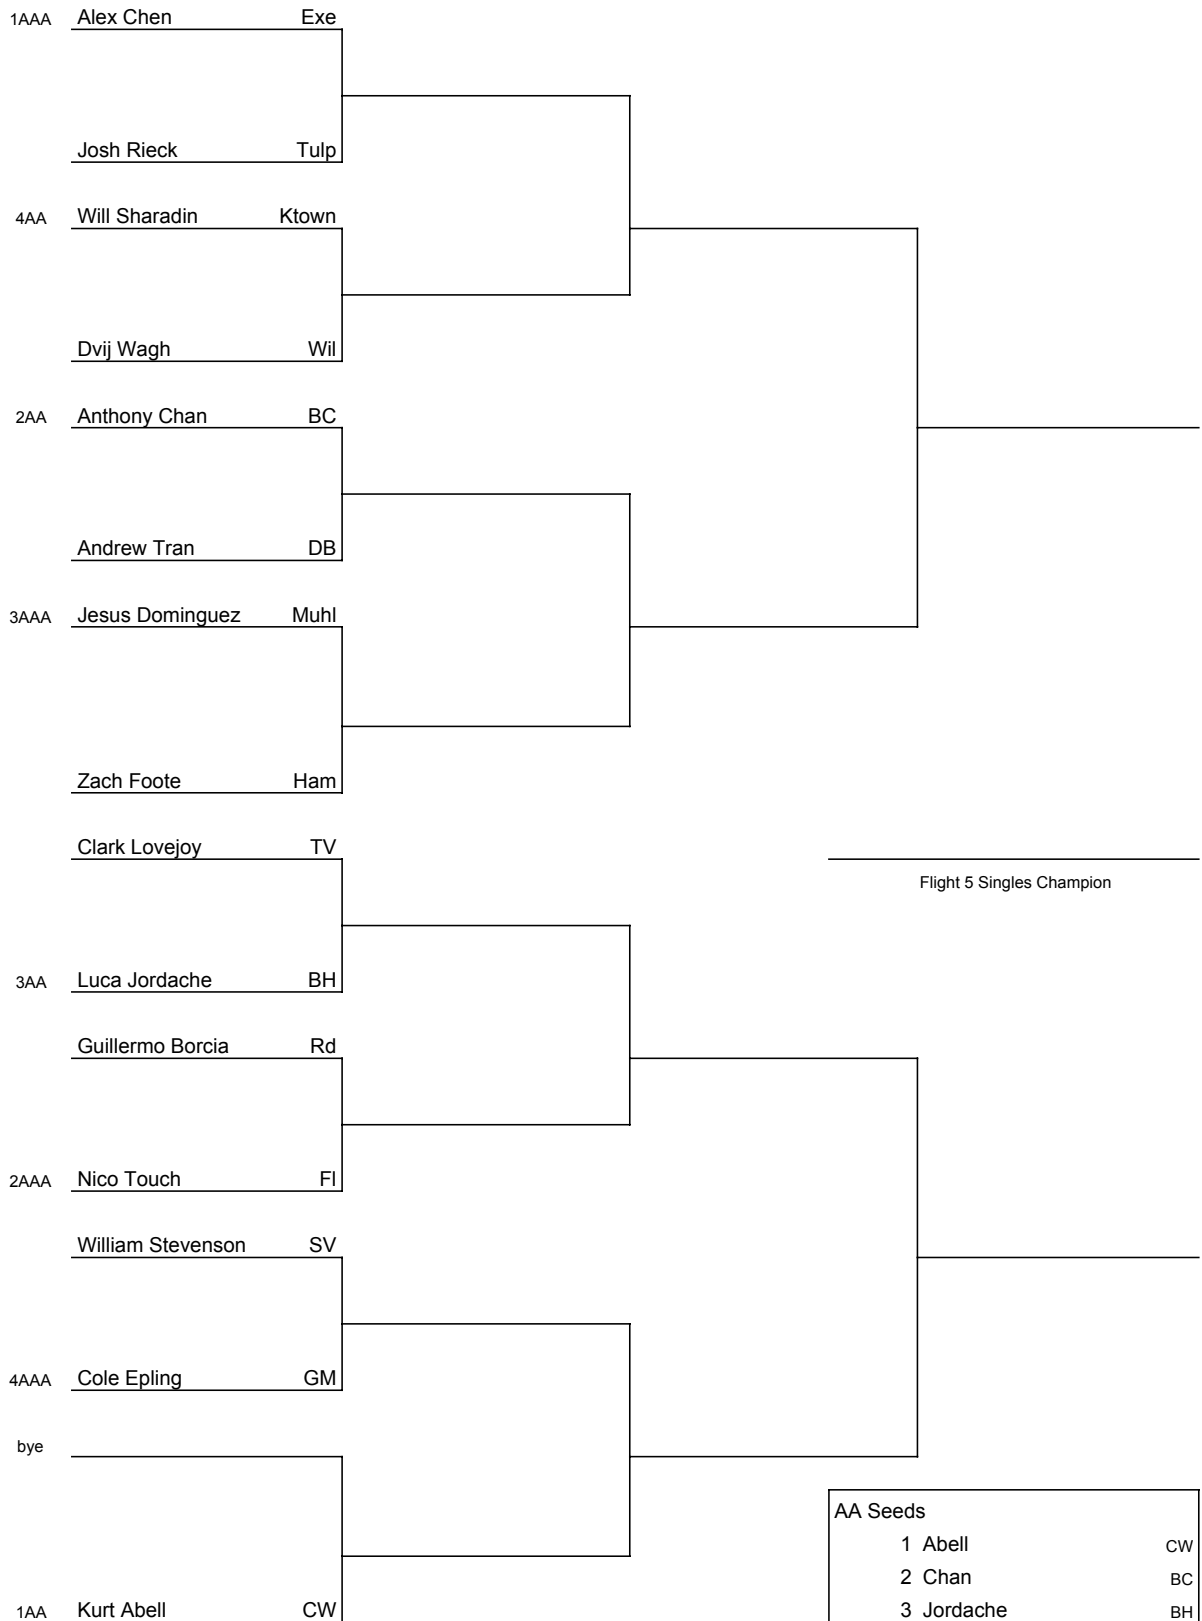 1AAA Alex Chen Exe
Josh Rieck Tulp
4AA Will Sharadin Ktown
Dvij Wagh Wil
2AA Anthony Chan BC
Andrew Tran DB
3AAA Jesus Dominguez Muhl
Zach Foote Ham
Clark Lovejoy TV
Flight 5 Singles Champion
3AA Luca Jordache BH
Guillermo Borcia Rd
2AAA Nico Touch Fl
William Stevenson SV
4AAA Cole Epling GM
bye
AA Seeds
1 Abell CW
2 Chan BC
1AA Kurt Abell CW
3 Jordache BH